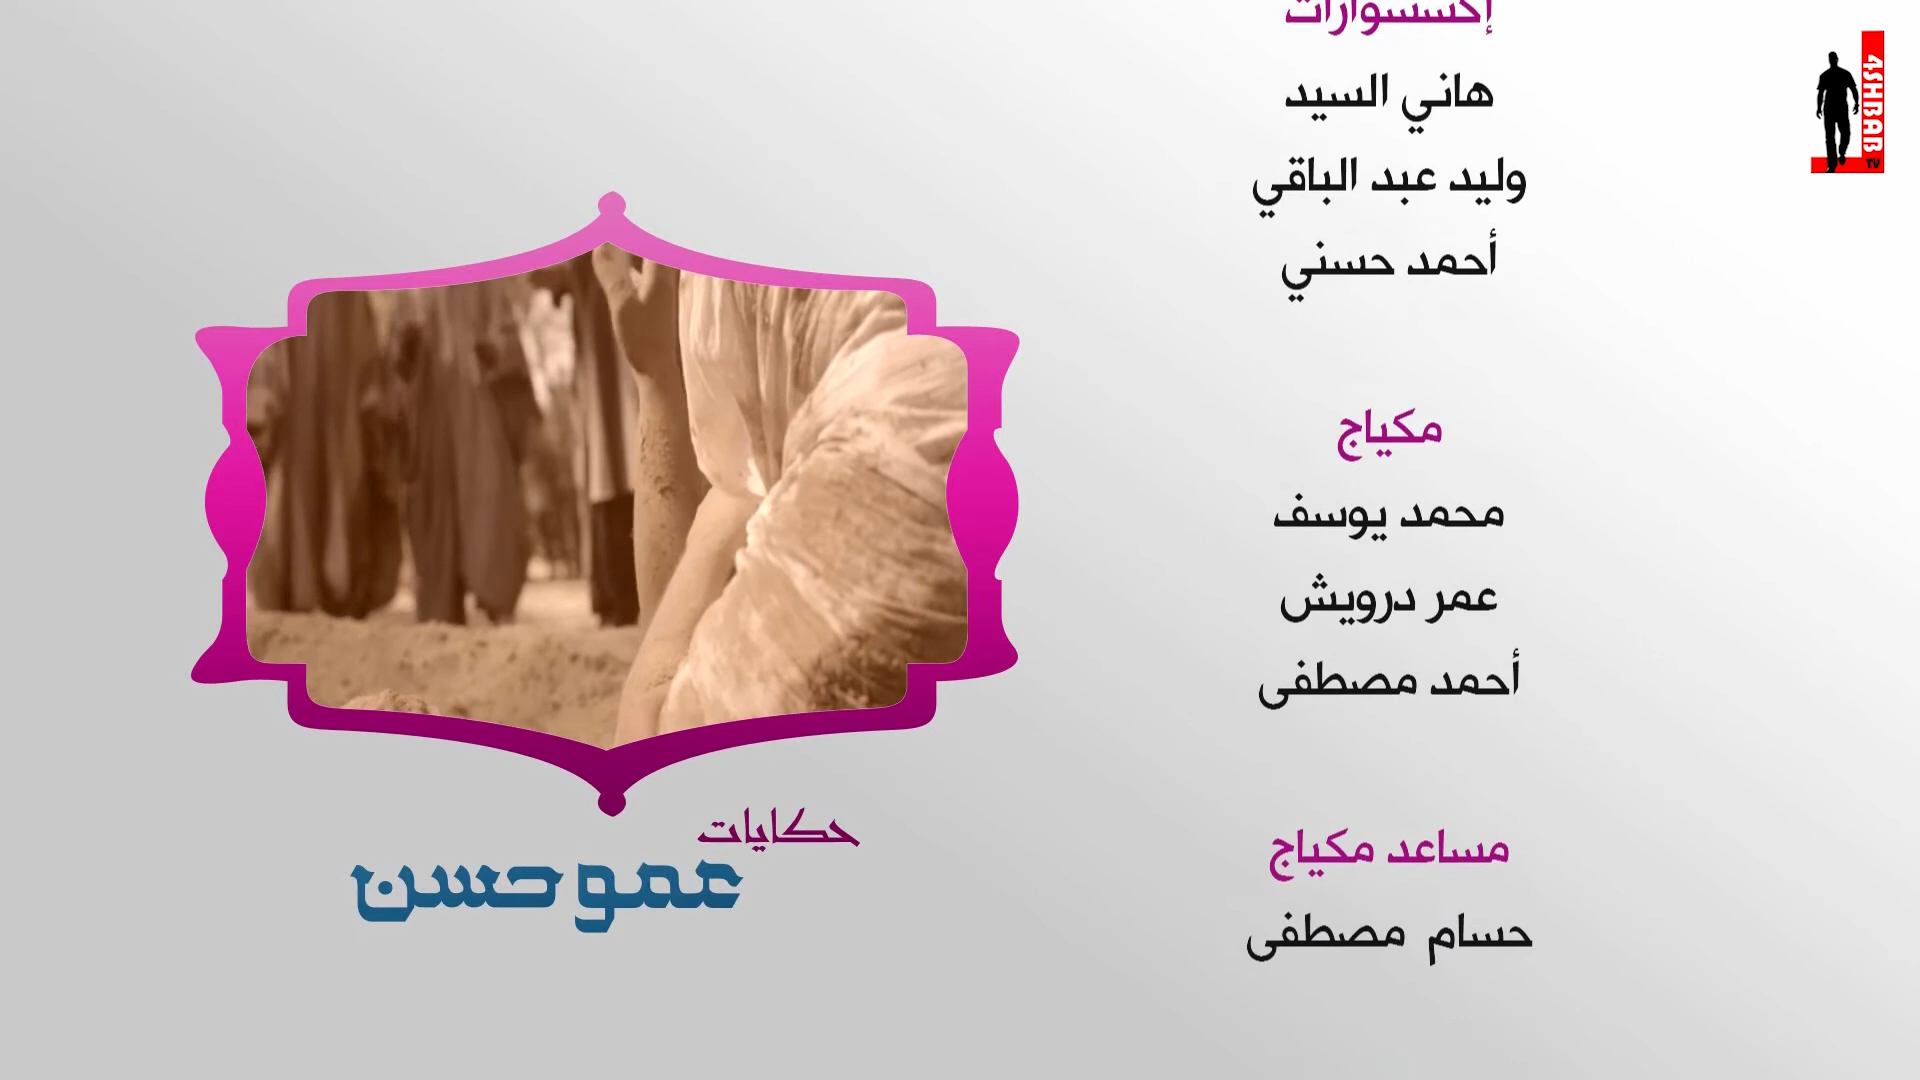 إكسسوارات
هاني السيد
وليد عبد الباقي
أحمد حسني
مكياج
محمد يوسف
عمر درويش
أحمد مصطفى
مساعد مكياج
حسام مصطفى
حكايات
عمو حسن
4SHBAB
TV